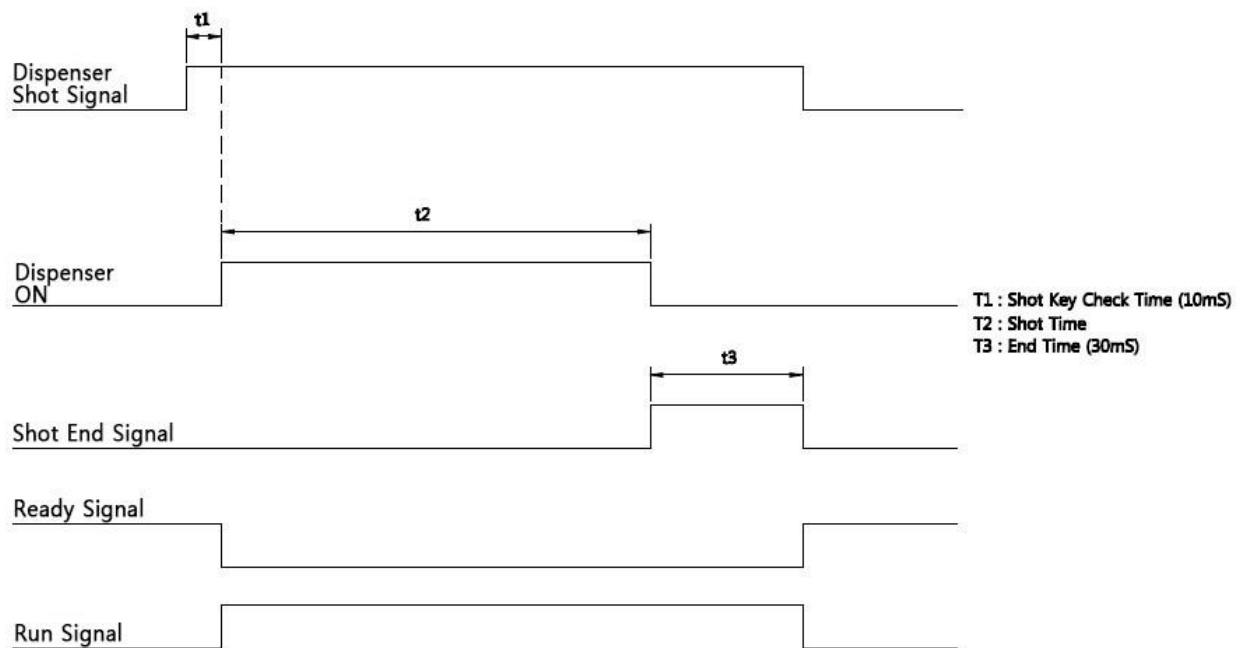 t1
Dispenser
Shot Signal
t2
Dispenser
ON
T1 : Shot Key Check Time (10mS)
T2 : Shot Time
T3 : End Time (30mS)
t3
Shot End Signal
Ready Signal
Run Signal